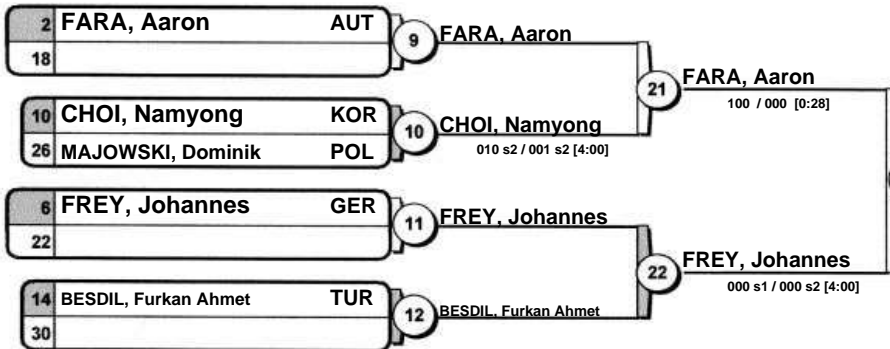 2 FARA, Aaron AUT
18
9
FARA, Aaron
10 CHOI, Namyong KOR
26 MAJOWSKI, Dominik POL
10
CHOI, Namyong
010 s2 / 001 s2 [4:00]
21
FARA, Aaron
100 / 000 [0:28]
6 FREY, Johannes GER
22
11
FREY, Johannes
14 BESDIL, Furkan Ahmet TUR
30
12
BESDIL, Furkan Ahmet
22
FREY, Johannes
000 s1 / 000 s2 [4:00]